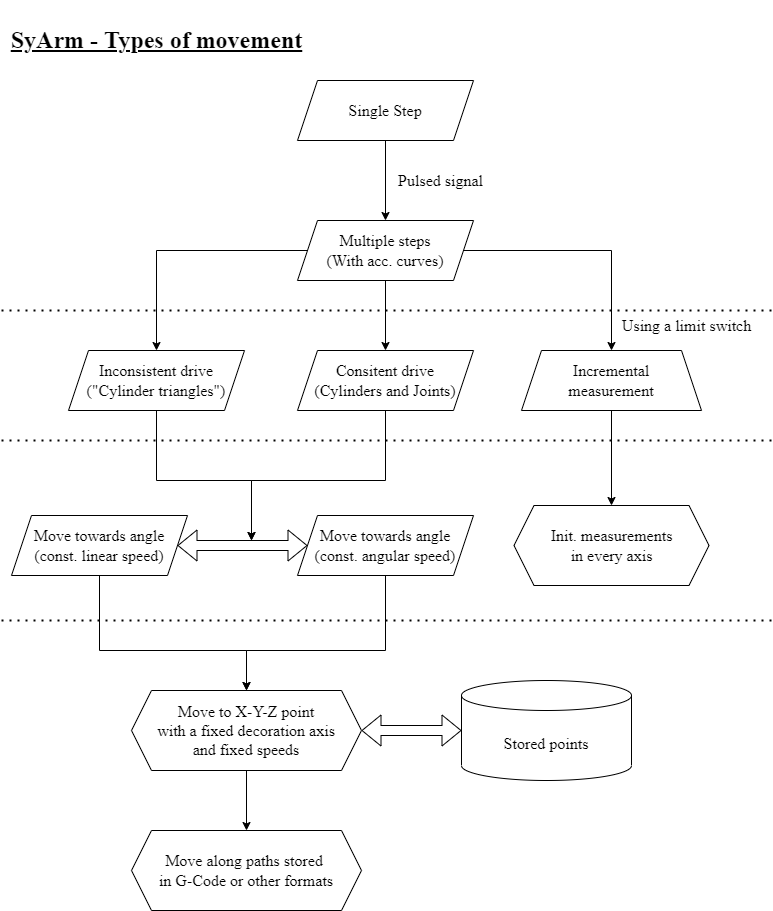 SyArm - Types of movement
Single Step
Pulsed signal
Multiple steps
(With acc. curves)
Using a limit switch
Inconsistent drive
("Cylinder triangles")
Consitent drive
(Cylinders and Joints)
Incremental
measurement
Move towards angle
(const. linear speed)
Move towards angle
(const. angular speed)
Init. measurements
in every axis
Move to X-Y-Z point
with a fixed decoration axis
and fixed speeds
Stored points
Move along paths stored
in G-Code or other formats